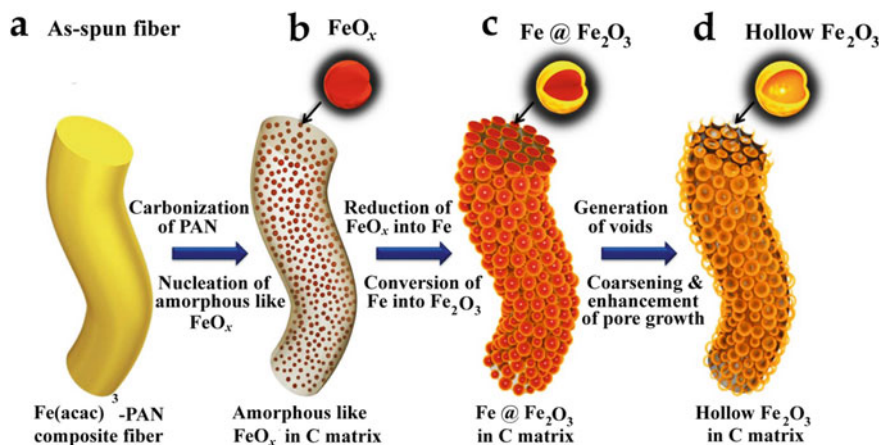 a As-spun fiber
b FeOₓ
c Fe @ Fe₂O₃
d Hollow Fe₂O₃
Carbonization
of PAN
Nucleation of
amorphous like
FeOₓ
Reduction of
FeOₓ into Fe
Conversion of
Fe into Fe₂O₃
Generation
of voids
Coarsening &
enhancement
of pore growth
Fe(acac)₃-PAN
composite fiber
Amorphous like
FeOₓ in C matrix
Fe @ Fe₂O₃
in C matrix
Hollow Fe₂O₃
in C matrix